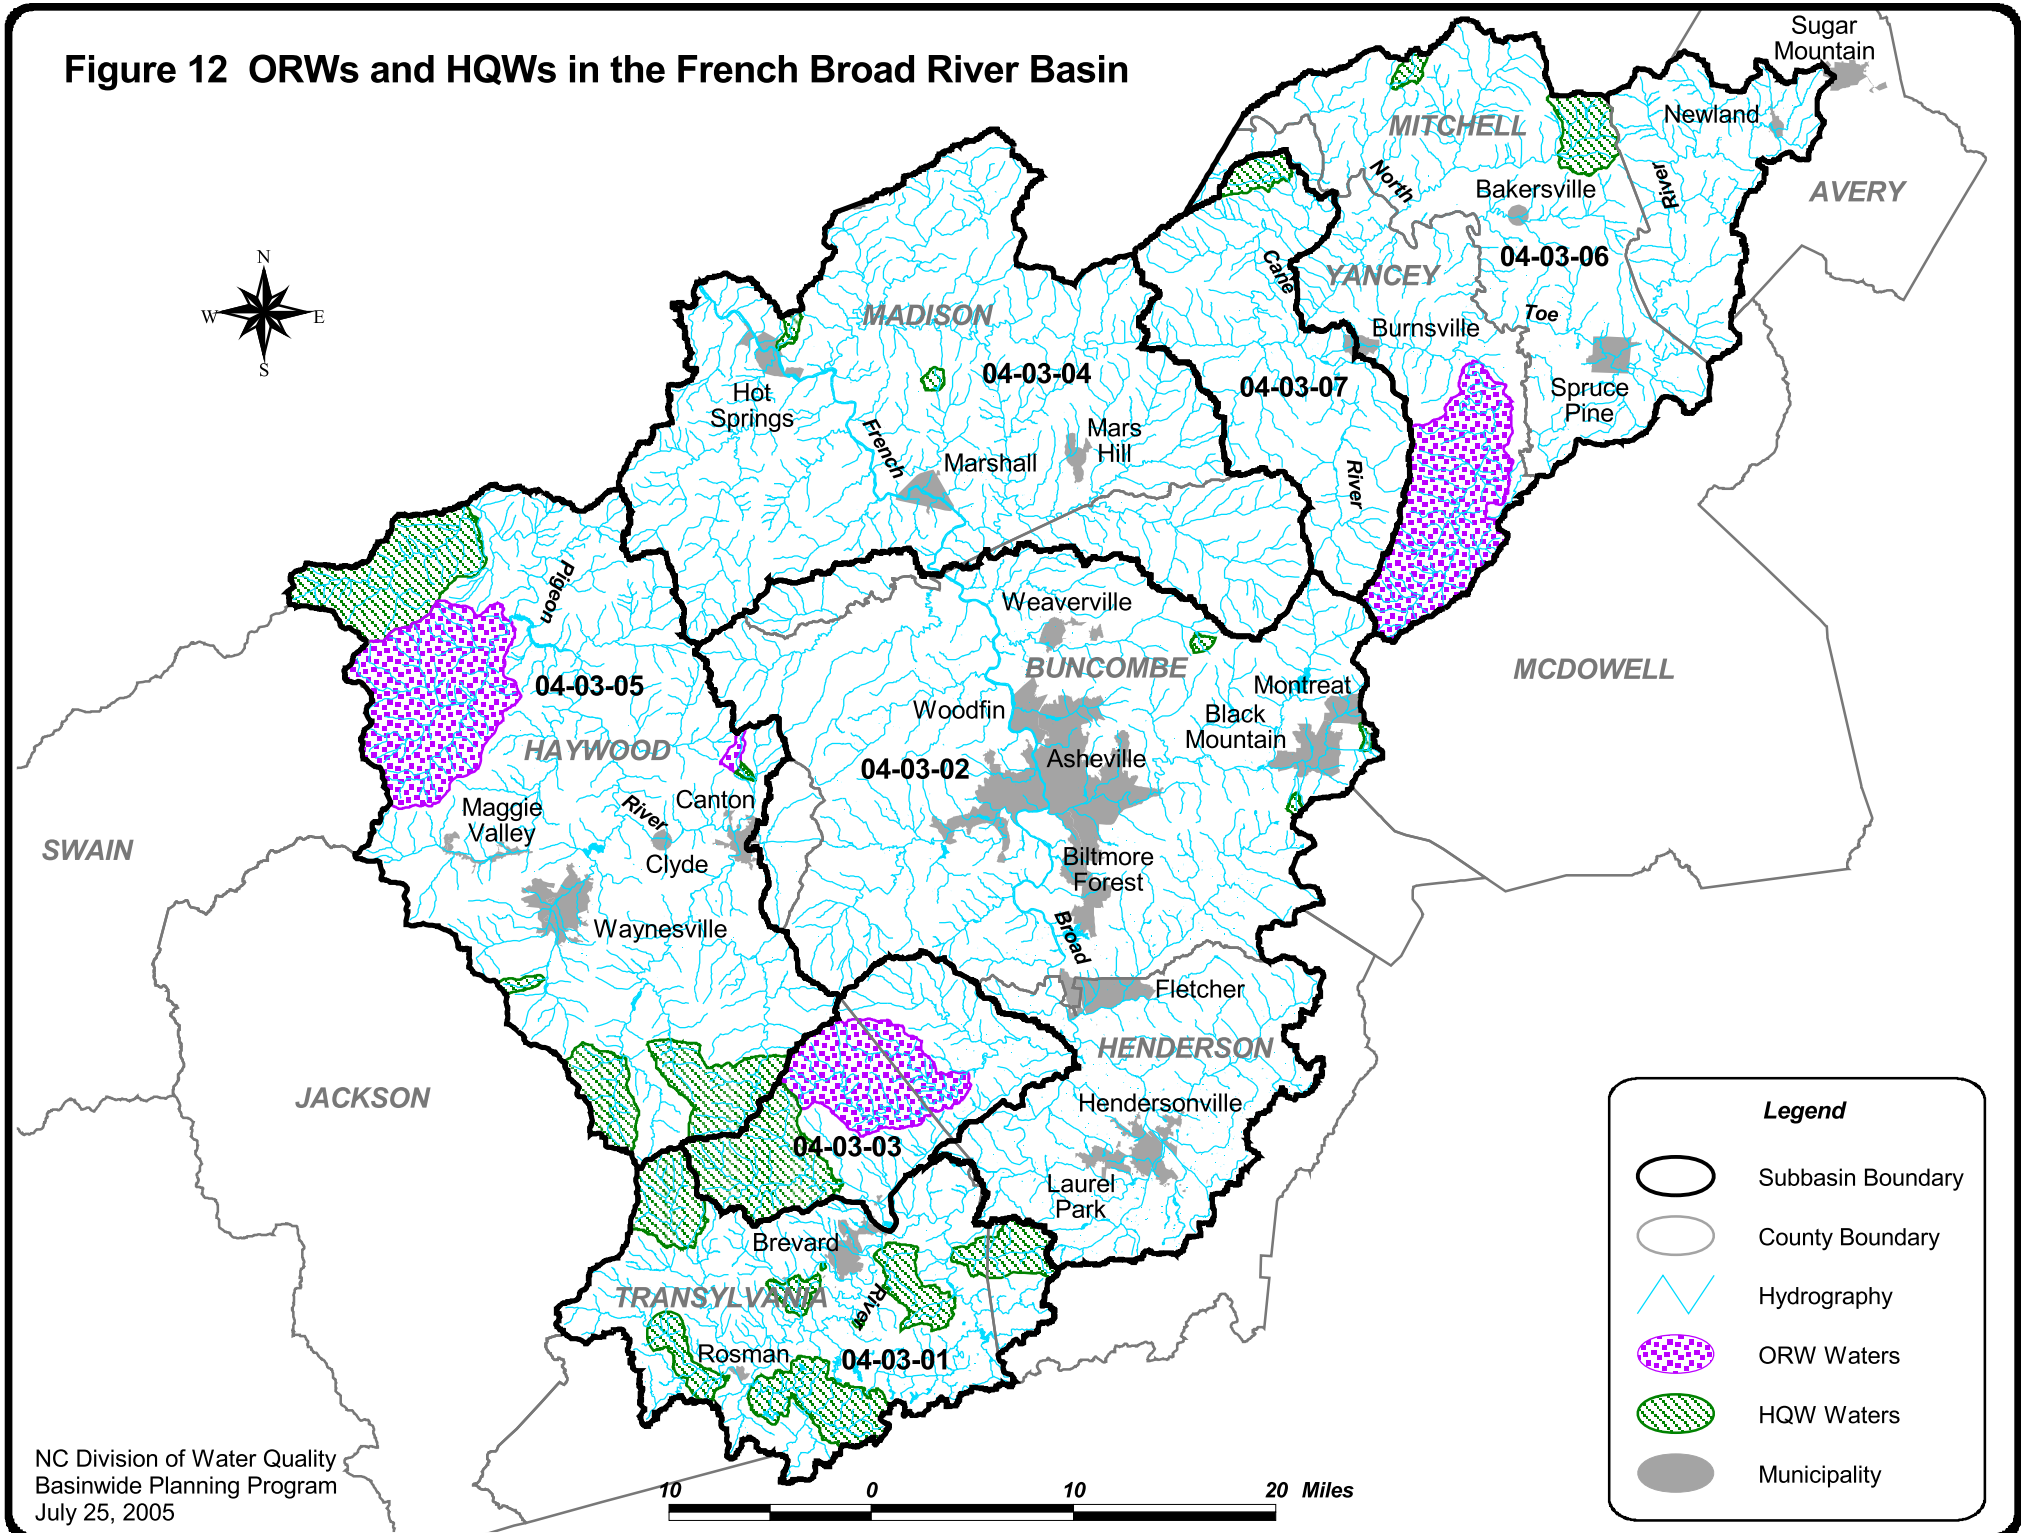 Figure 12  ORWs and HQWs in the French Broad River Basin
Sugar
Mountain
Newland
MITCHELL
North
River
Bakersville
AVERY
N
W
E
S
Cane
YANCEY
04-03-06
MADISON
Toe
Burnsville
04-03-04
04-03-07
Spruce
Pine
Hot
Springs
French
Mars
Hill
Marshall
River
Pigeon
Weaverville
BUNCOMBE
MCDOWELL
04-03-05
Montreat
Woodfin
Black
Mountain
HAYWOOD
Asheville
04-03-02
Maggie
Valley
River
Canton
SWAIN
Clyde
Biltmore
Forest
Waynesville
Broad
Fletcher
HENDERSON
JACKSON
Hendersonville
04-03-03
Laurel
Park
Brevard
TRANSYLVANIA
River
Rosman
04-03-01
Legend
Subbasin Boundary
County Boundary
Hydrography
ORW Waters
HQW Waters
Municipality
NC Division of Water Quality
Basinwide Planning Program
July 25, 2005
10 0 10 20 Miles